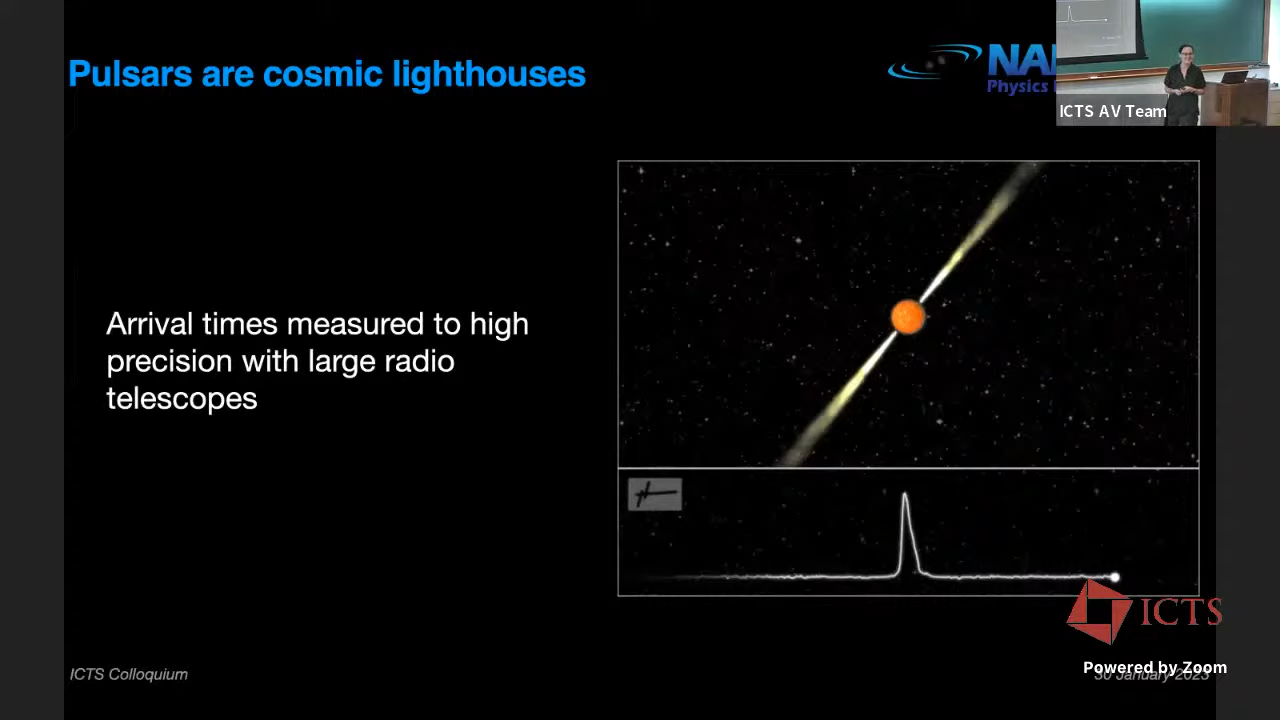 Pulsars are cosmic lighthouses
Physics
ICTS AV Team
Arrival times measured to high
precision with large radio
telescopes
ICTS
Powered by Zoom
ICTS Colloquium
30 January 2023